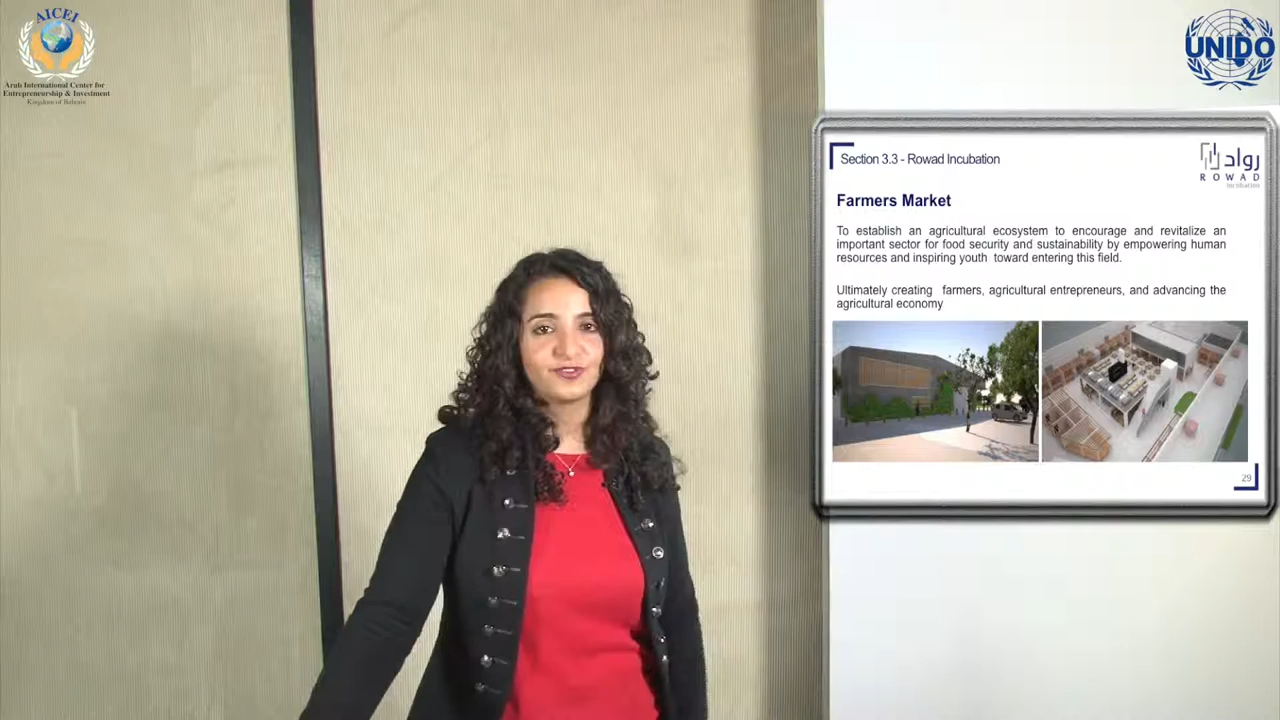 AICEI
Arab International Center for
Entrepreneurship & Investment
Kingdom of Bahrain
UNIDO
Section 3.3 - Rowad Incubation
رواد
ROWAD
Incubation
Farmers Market
To establish an agricultural ecosystem to encourage and revitalize an
important sector for food security and sustainability by empowering human
resources and inspiring youth toward entering this field.
Ultimately creating farmers, agricultural entrepreneurs, and advancing the
agricultural economy
29